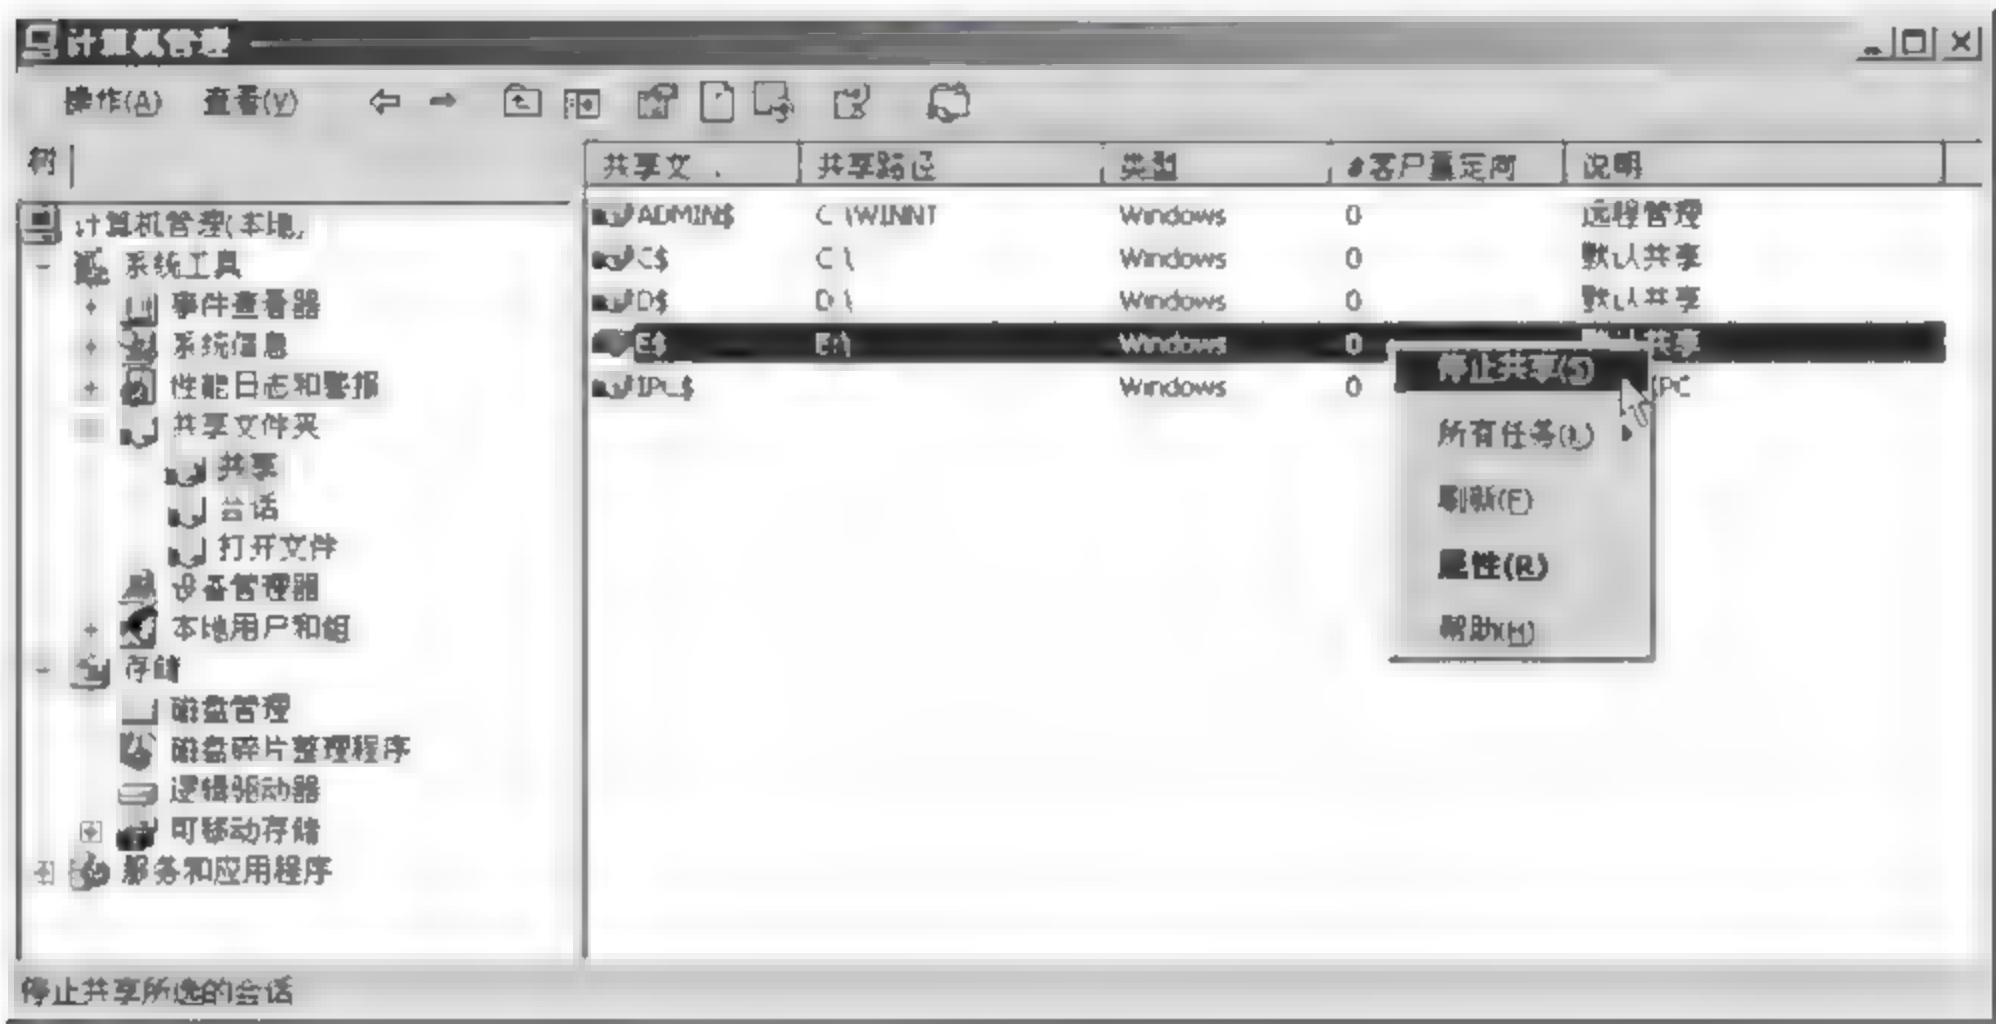 计算机管理
操作(A) 查看(V)
树
共享文 共享路径 类型 #客户重定向 说明
计算机管理(本地)
系统工具
事件查看器
系统信息
性能日志和警报
共享文件夹
共享
会话
打开文件
设备管理器
本地用户和组
存储
磁盘管理
磁盘碎片整理程序
逻辑驱动器
可移动存储
服务和应用程序
ADMIN$ C:\WINNT Windows 0 远程管理
C$ C:\ Windows 0 默认共享
D$ D:\ Windows 0 默认共享
E$ E:\ Windows 0 共享
IPC$ Windows 0 IPC
停止共享(S)
所有任务(K)
刷新(F)
属性(R)
帮助(H)
停止共享所选的会话